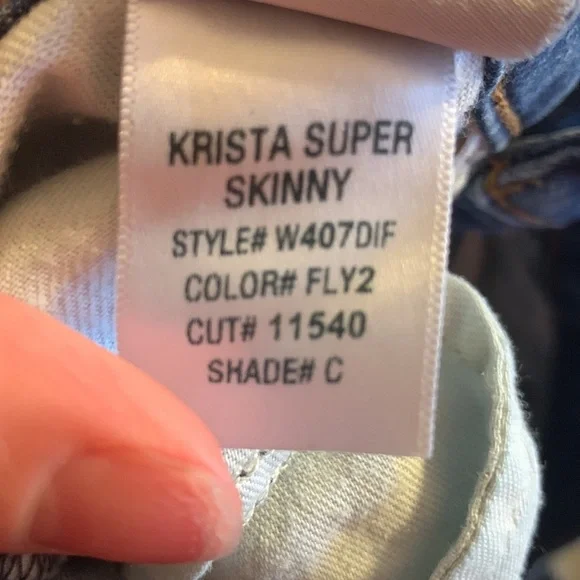 KRISTA SUPER
SKINNY
STYLE# W407DIF
COLOR# FLY2
CUT# 11540
SHADE# C